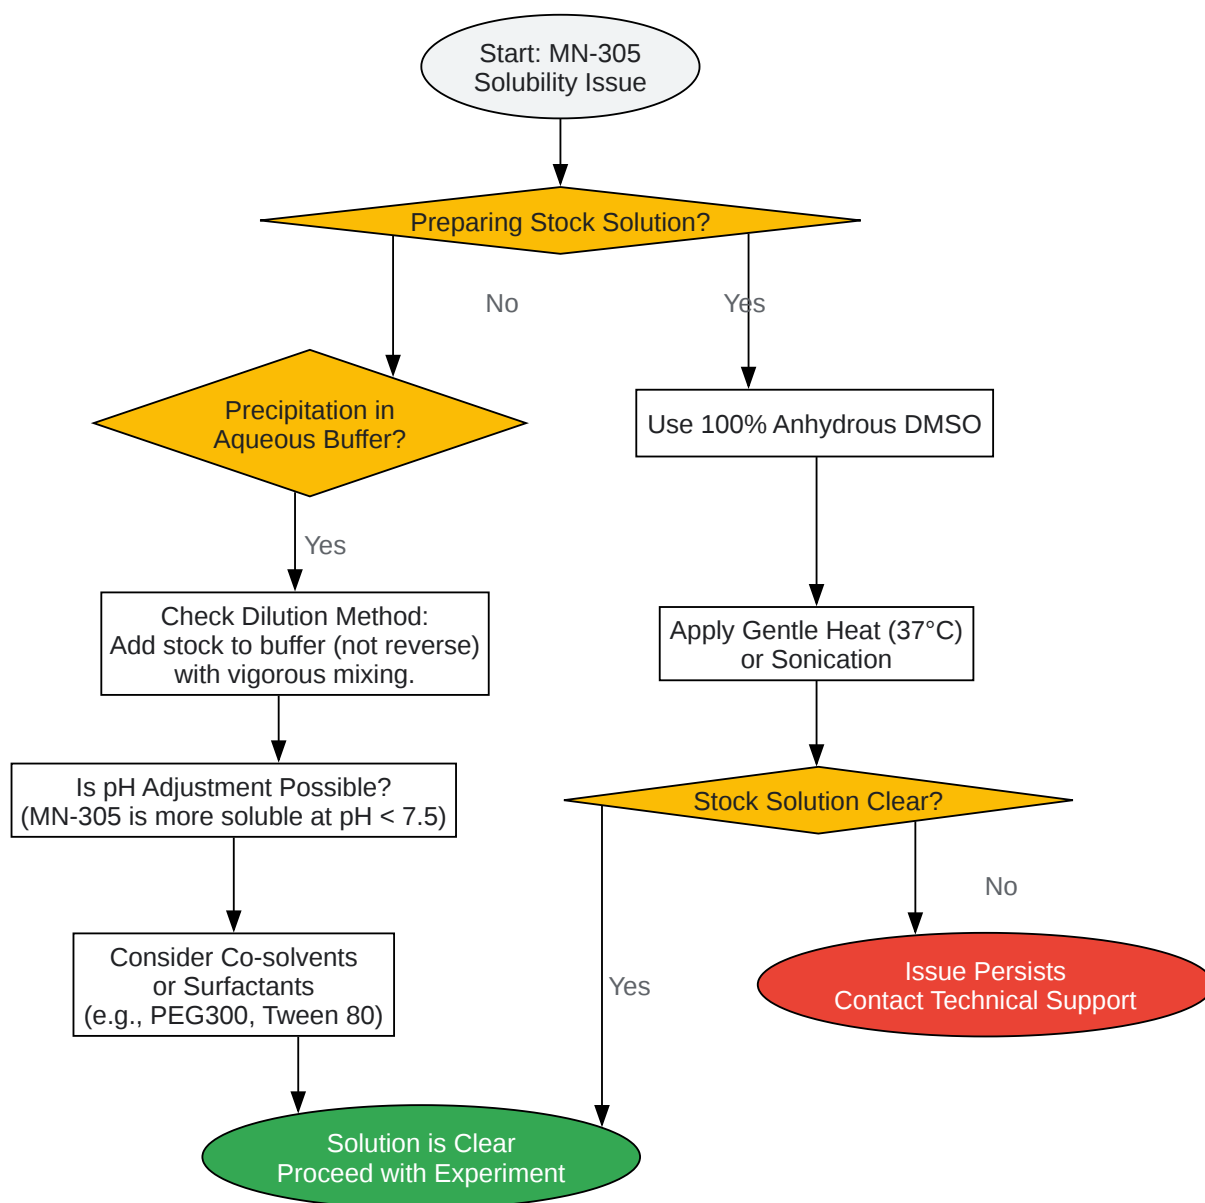 Start: MN-305
Solubility Issue
Preparing Stock Solution?
No
Yes
Precipitation in
Aqueous Buffer?
Use 100% Anhydrous DMSO
Yes
Check Dilution Method:
Add stock to buffer (not reverse)
with vigorous mixing.
Apply Gentle Heat (37°C)
or Sonication
Is pH Adjustment Possible?
(MN-305 is more soluble at pH < 7.5)
Stock Solution Clear?
No
Consider Co-solvents
or Surfactants
(e.g., PEG300, Tween 80)
Yes
Issue Persists
Contact Technical Support
Solution is Clear
Proceed with Experiment